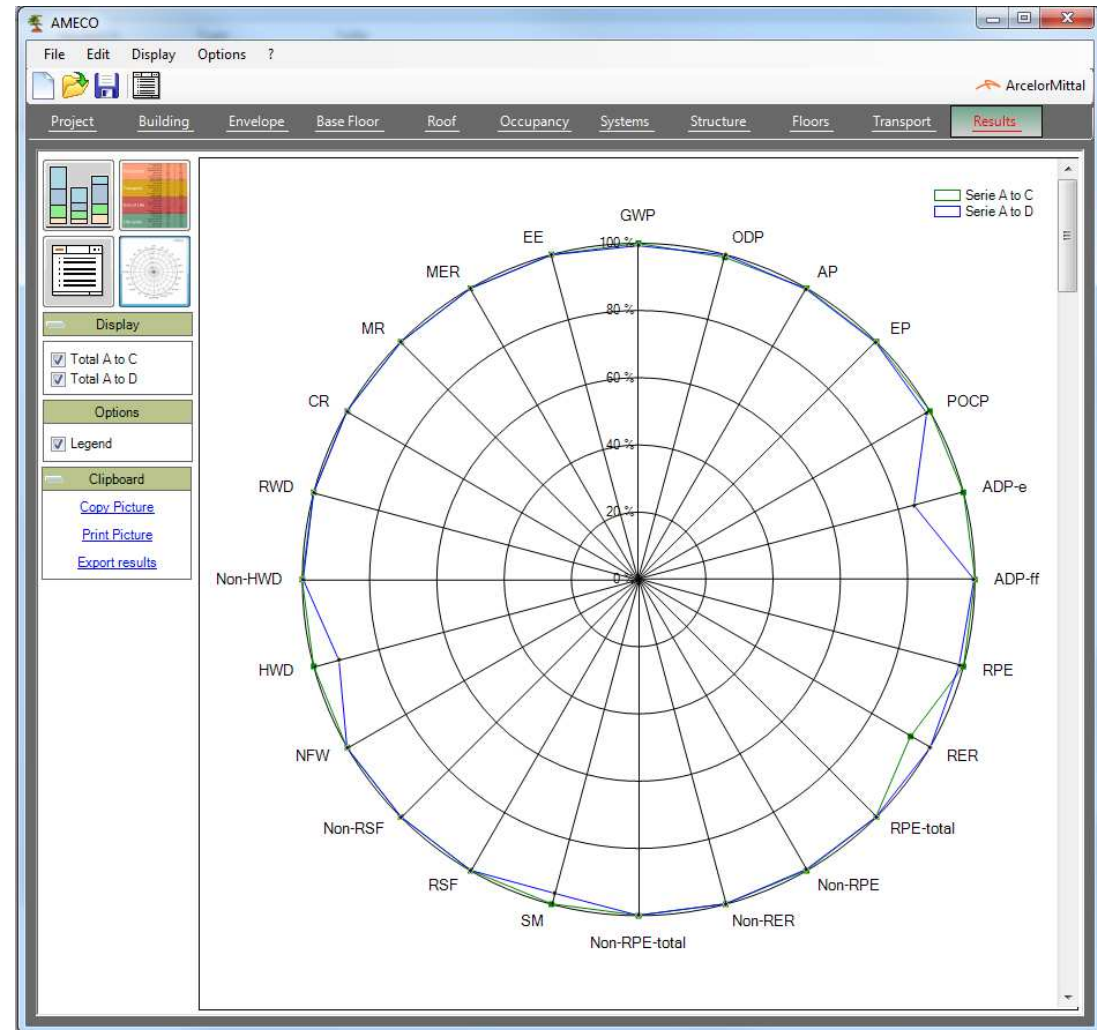 AMECO
File Edit Display Options ?
ArcelorMittal
Project Building Envelope Base Floor Roof Occupancy Systems Structure Floors Transport Results
Serie A to C
Serie A to D
GWP
EE ODP
100 %
MER AP
80 %
MR EP
60 %
CR POCP
40 %
RWD ADP-e
20 %
Non-HWD 0 % ADP-ff
HWD RPE
NFW RER
Non-RSF RPE-total
RSF Non-RPE
SM Non-RER
Non-RPE-total
Display
Total A to C
Total A to D
Options
Legend
Clipboard
Copy Picture
Print Picture
Export results